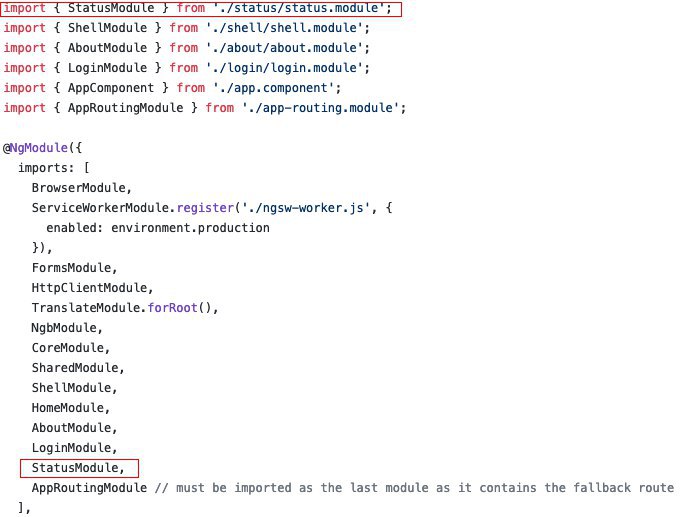 import { StatusModule } from './status/status.module';
import { ShellModule } from './shell/shell.module';
import { AboutModule } from './about/about.module';
import { LoginModule } from './login/login.module';
import { AppComponent } from './app.component';
import { AppRoutingModule } from './app-routing.module';
@NgModule({
imports: [
BrowserModule,
ServiceWorkerModule.register('./ngsw-worker.js', {
enabled: environment.production
}),
FormsModule,
HttpClientModule,
TranslateModule.forRoot(),
NgbModule,
CoreModule,
SharedModule,
ShellModule,
HomeModule,
AboutModule,
LoginModule,
StatusModule,
AppRoutingModule // must be imported as the last module as it contains the fallback route
],